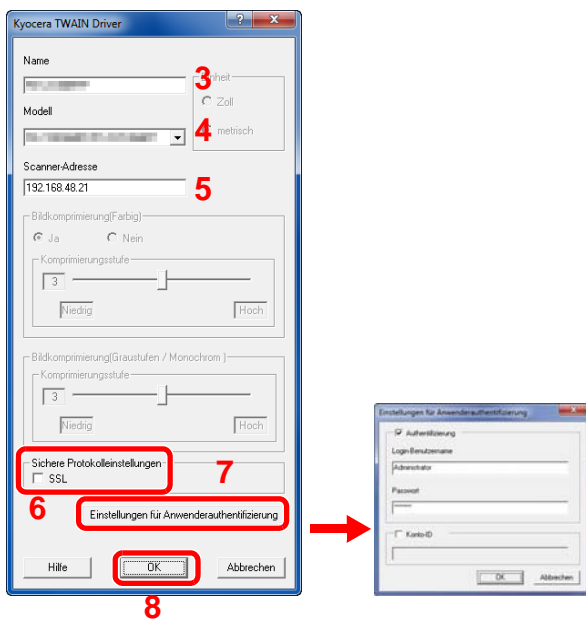 Kyocera TWAIN Driver
Name
3
Einheit
Zoll
Modell
4
metrisch
Scanner-Adresse
192.168.48.21
5
Bildkomprimierung(Farbig)
Ja Nein
Komprimierungsstufe
3
Niedrig Hoch
Bildkomprimierung(Graustufen / Monochrom )
Komprimierungsstufe
3
Niedrig Hoch
Sichere Protokolleinstellungen
SSL
7
6
Einstellungen für Anwenderauthentifizierung
Hilfe OK Abbrechen
8
Einstellungen für Anwenderauthentifizierung
Authentifizierung
Login-Benutzername
Administrator
Passwort
Konto-ID
OK Abbrechen